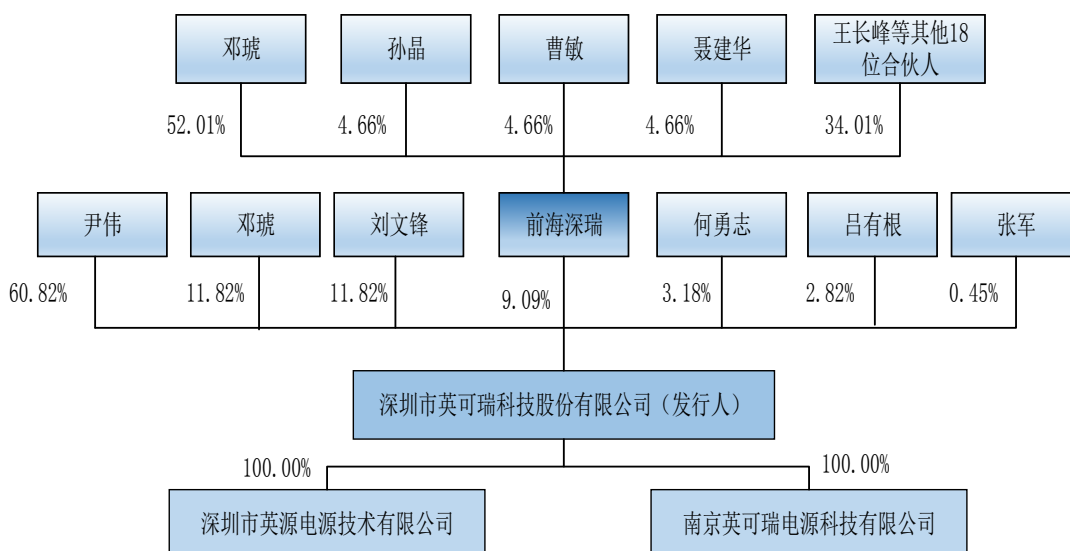 邓琥
孙晶
曹敏
聂建华
王长峰等其他18
位合伙人
52.01%
4.66%
4.66%
4.66%
34.01%
尹伟
邓琥
刘文锋
前海深瑞
何勇志
吕有根
张军
60.82%
11.82%
11.82%
9.09%
3.18%
2.82%
0.45%
深圳市英可瑞科技股份有限公司（发行人）
100.00%
100.00%
深圳市英源电源技术有限公司
南京英可瑞电源科技有限公司